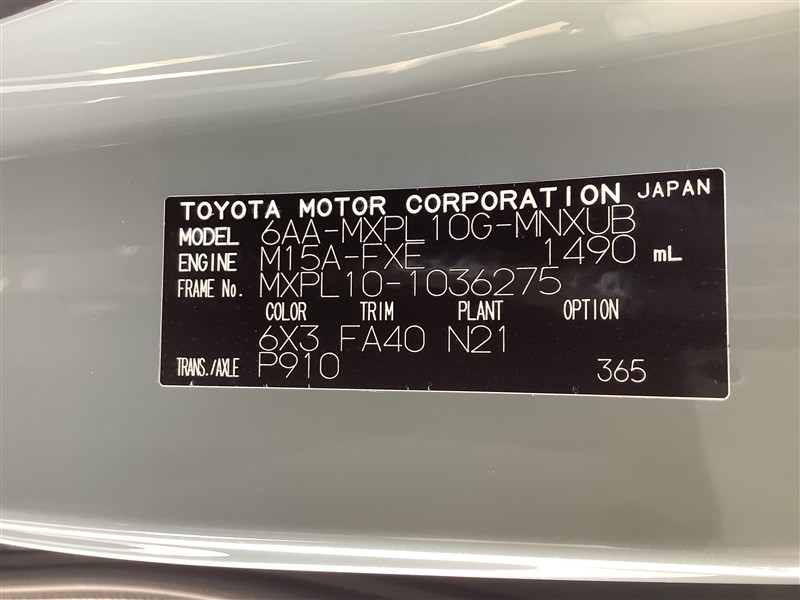 TOYOTA MOTOR CORPORATION JAPAN
MODEL 6AA-MXPL10G-MNXUB
ENGINE M15A-FXE 1490 mL
FRAME No. MXPL10-1036275
COLOR TRIM PLANT OPTION
6X3 FA40 N21
TRANS./AXLE P910 365